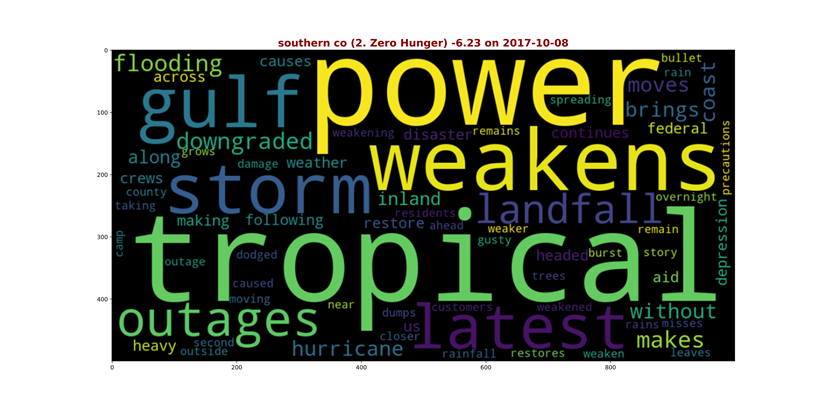 southern co (2. Zero Hunger) -6.23 on 2017-10-08
0
100
200
300
400
0 200 400 600 800
flooding causes power bullet
across gulf rain
spreading moves coast
brings
downgraded weakening disaster remains continues federal
along grows damage weather weakens precautions
crews storm inland landfall overnight
county
taking making following restore residents ahead weaker remain depression
camp tropical gusty
outage dodged headed burst story
caused trees aid
moving near
outages dumps latest customers weakened without
us rains misses
heavy second closer makes
outside hurricane rainfall restores weaken leaves